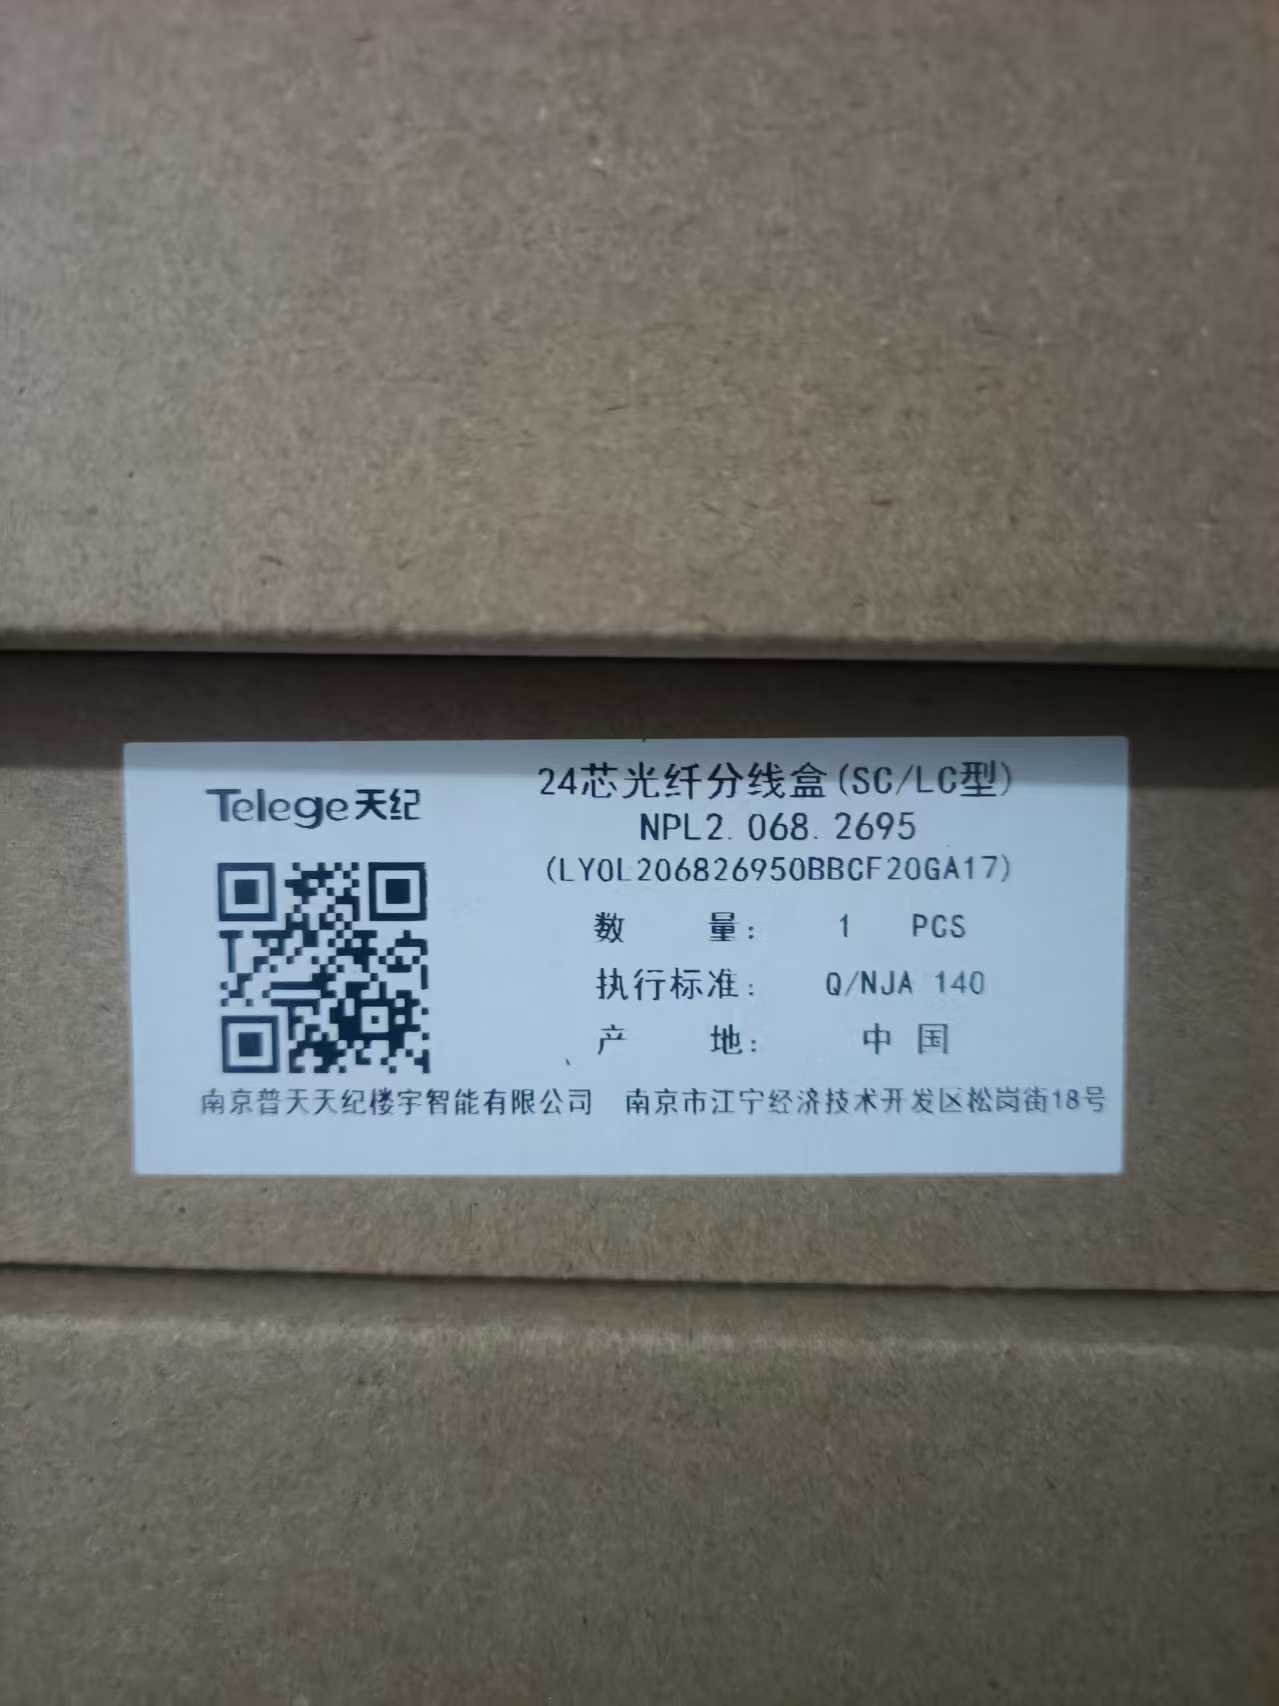 Telege天纪
24芯光纤分线盒(SC/LC型)
NPL2.068.2695
(LY0L206826950BBCF20GA17)
数 量: 1 PCS
执行标准: Q/NJA 140
产 地: 中 国
南京普天天纪楼宇智能有限公司 南京市江宁经济技术开发区松岗街18号